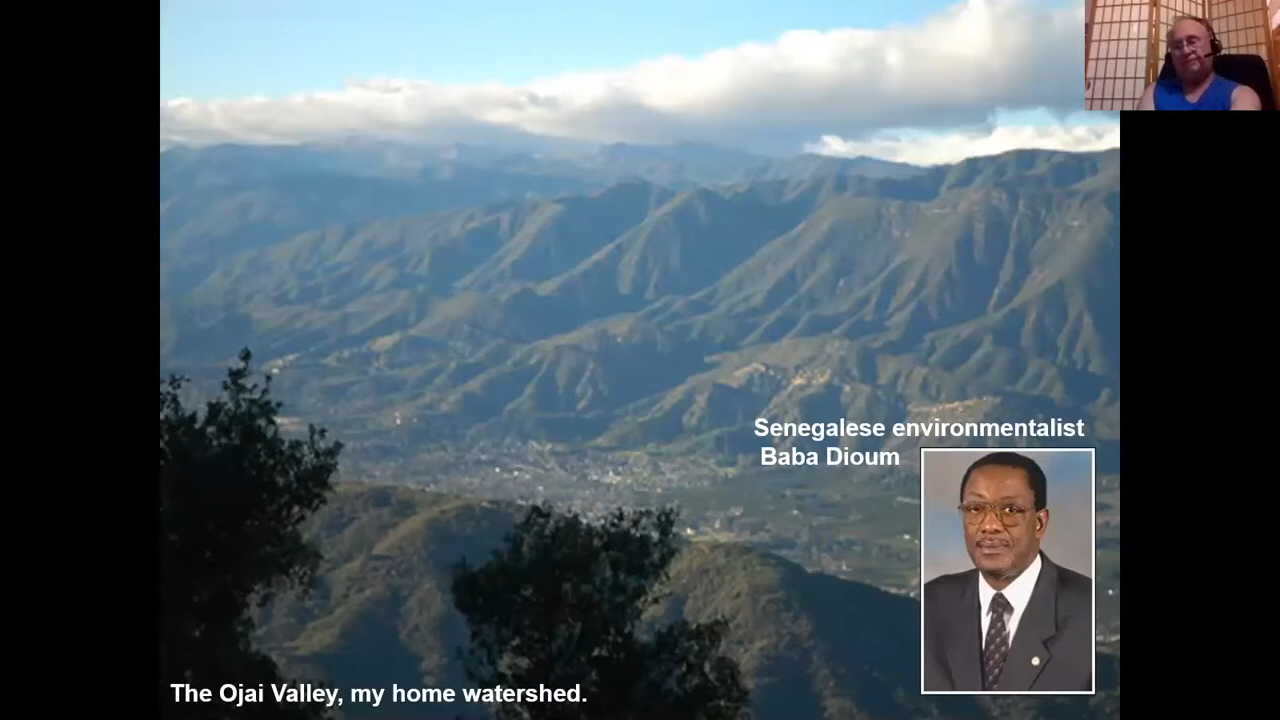 Senegalese environmentalist
Baba Dioum
The Ojai Valley, my home watershed.